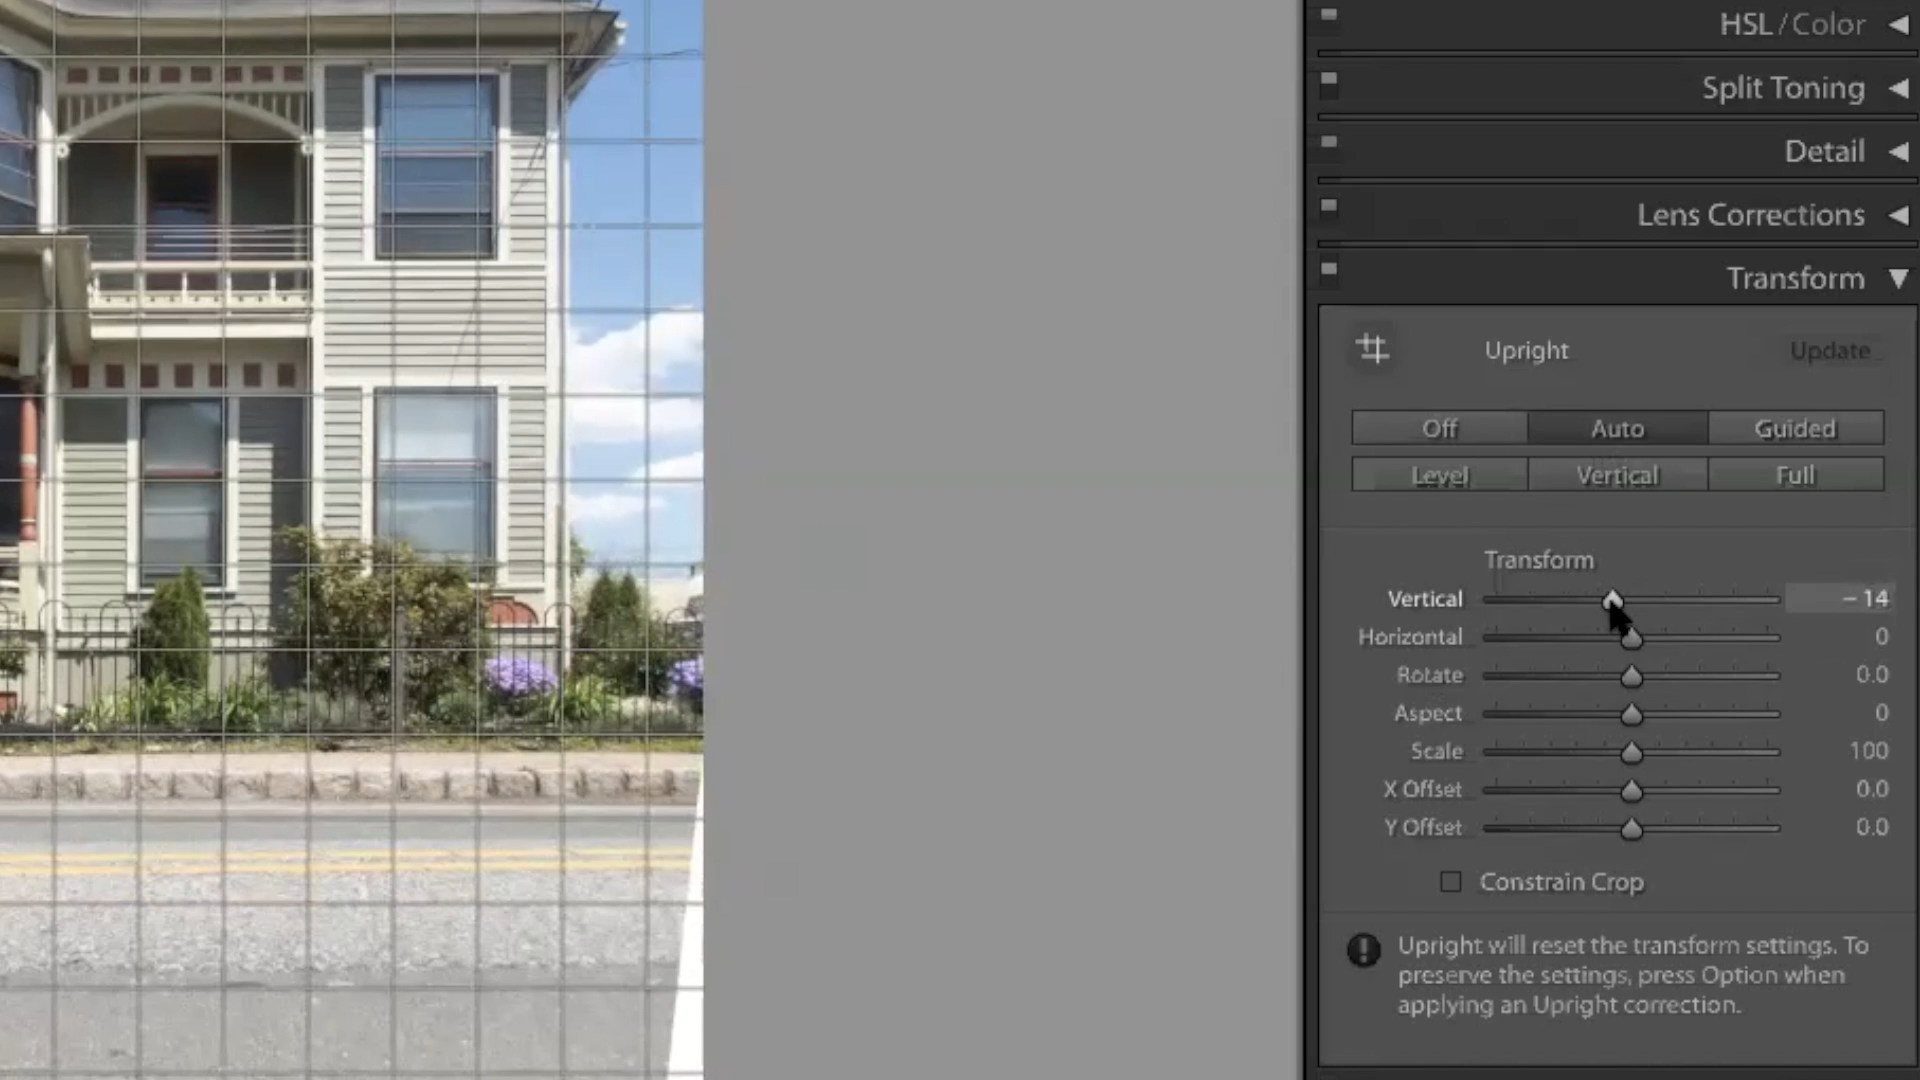 HSL / Color
Split Toning
Detail
Lens Corrections
Transform
Upright Update
Off Auto Guided
Level Vertical Full
Transform
Vertical – 14
Horizontal 0
Rotate 0.0
Aspect 0
Scale 100
X Offset 0.0
Y Offset 0.0
Constrain Crop
Upright will reset the transform settings. To
preserve the settings, press Option when
applying an Upright correction.